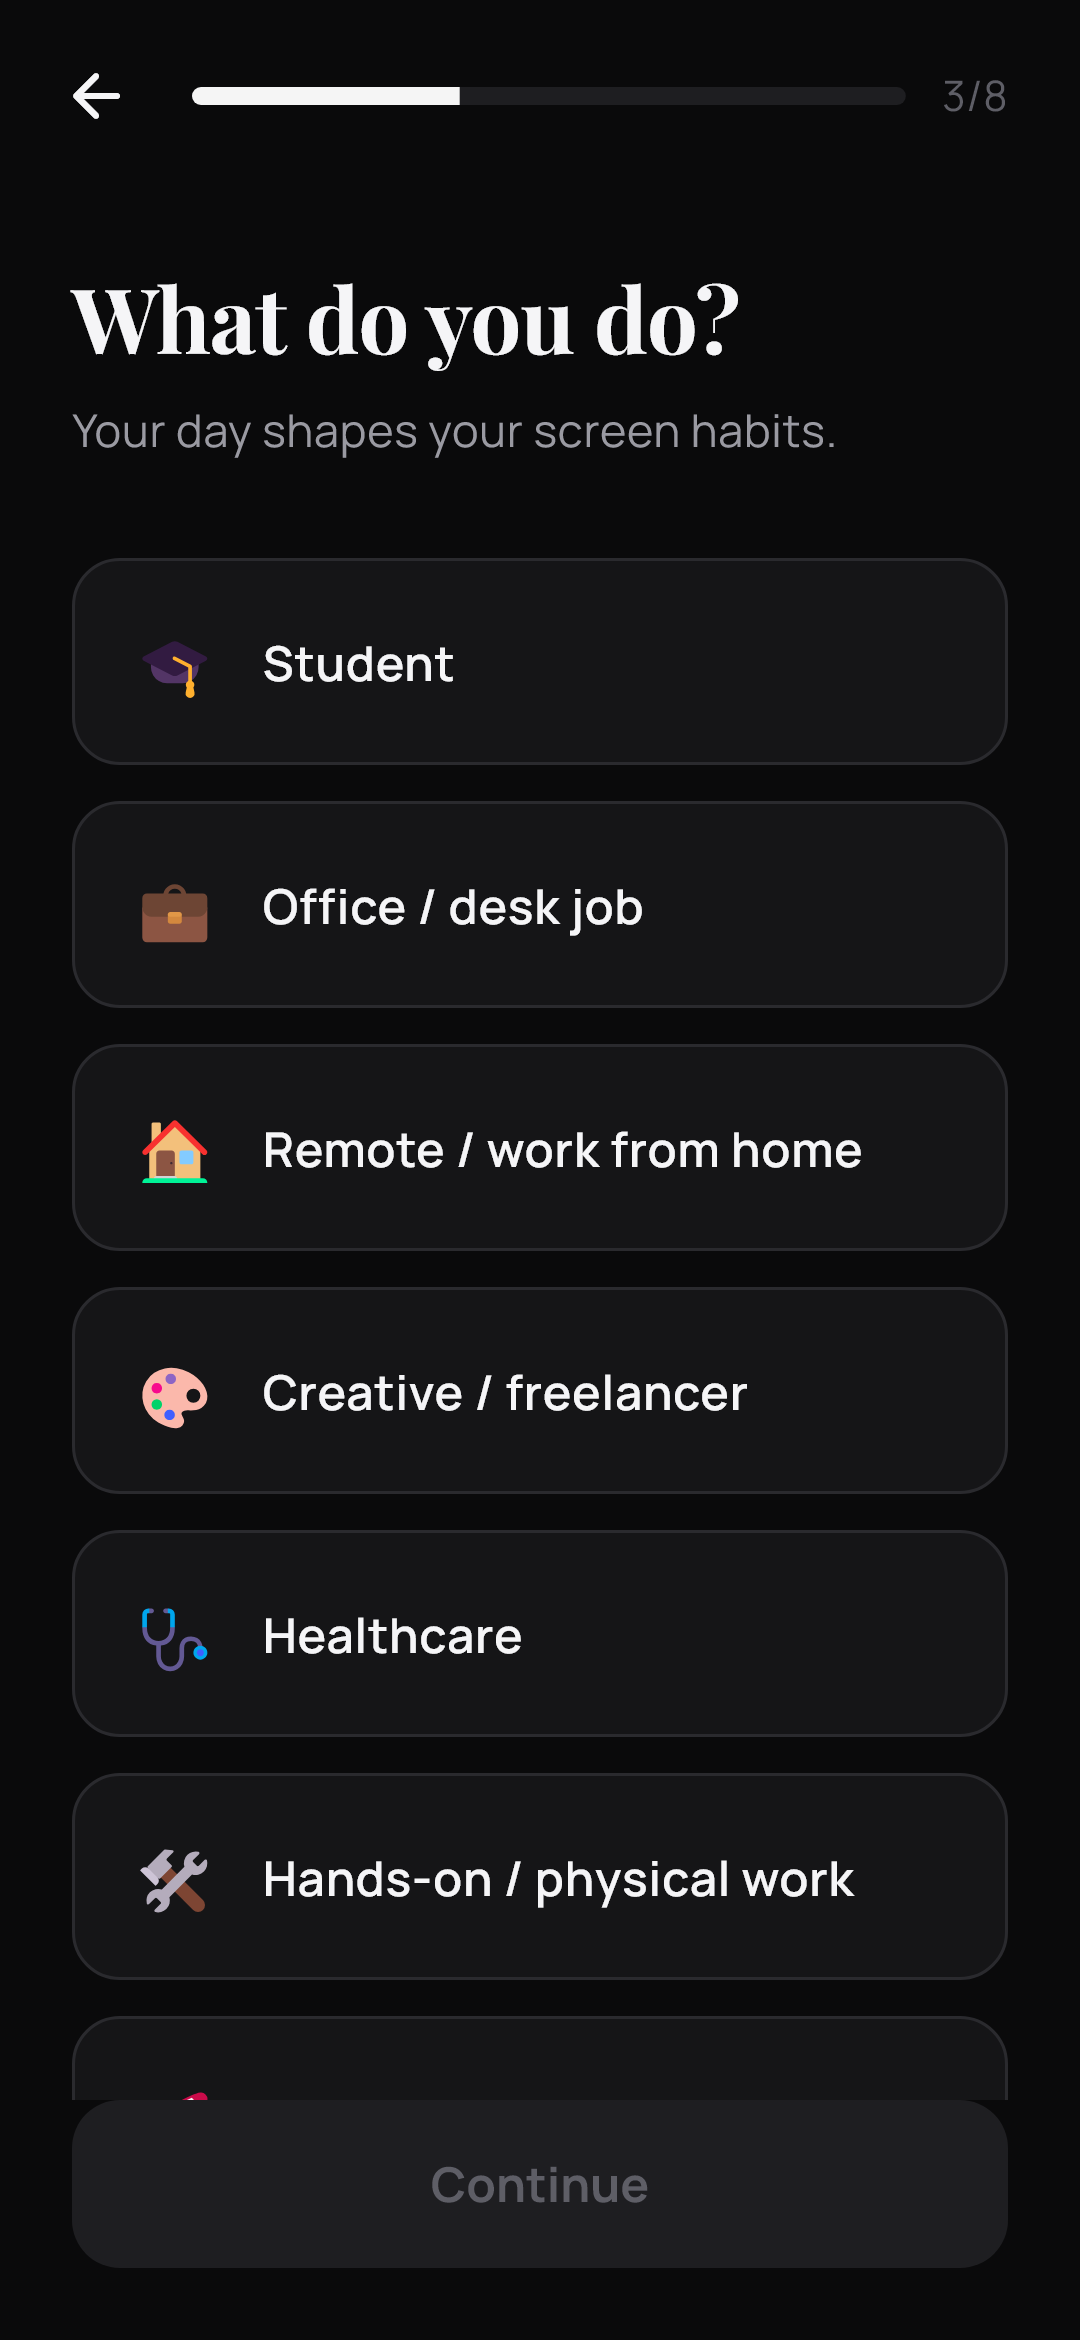 3/8
What do you do?
Your day shapes your screen habits.
Student
Office / desk job
Remote / work from home
Creative / freelancer
Healthcare
Hands-on / physical work
Continue